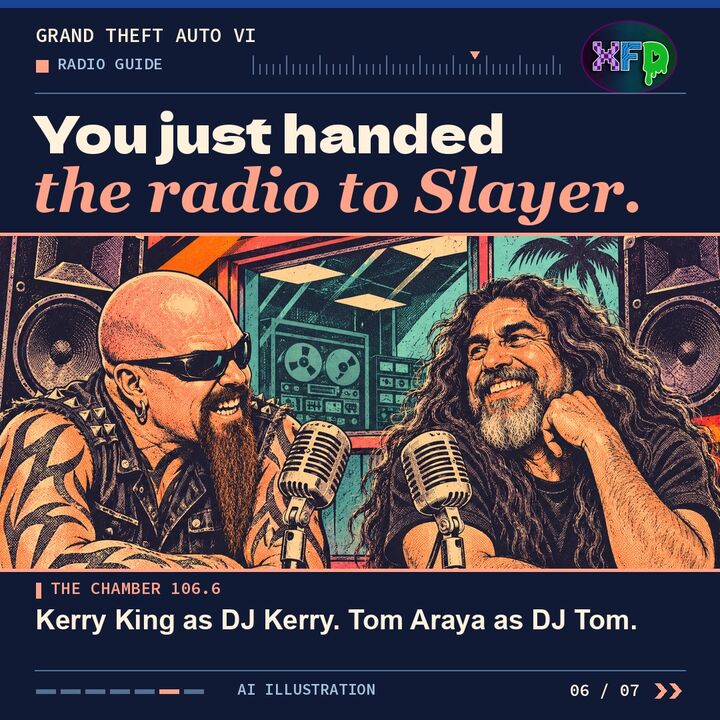 GRAND THEFT AUTO VI
RADIO GUIDE
XFD
You just handed
the radio to Slayer.
THE CHAMBER 106.6
Kerry King as DJ Kerry. Tom Araya as DJ Tom.
AI ILLUSTRATION
06 / 07